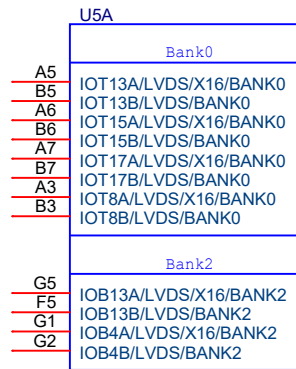 U5A
Bank0
A5 IOT13A/LVDS/X16/BANK0
B5 IOT13B/LVDS/BANK0
A6 IOT15A/LVDS/X16/BANK0
B6 IOT15B/LVDS/BANK0
A7 IOT17A/LVDS/X16/BANK0
B7 IOT17B/LVDS/BANK0
A3 IOT8A/LVDS/X16/BANK0
B3 IOT8B/LVDS/BANK0
Bank2
G5 IOB13A/LVDS/X16/BANK2
F5 IOB13B/LVDS/BANK2
G1 IOB4A/LVDS/X16/BANK2
G2 IOB4B/LVDS/BANK2